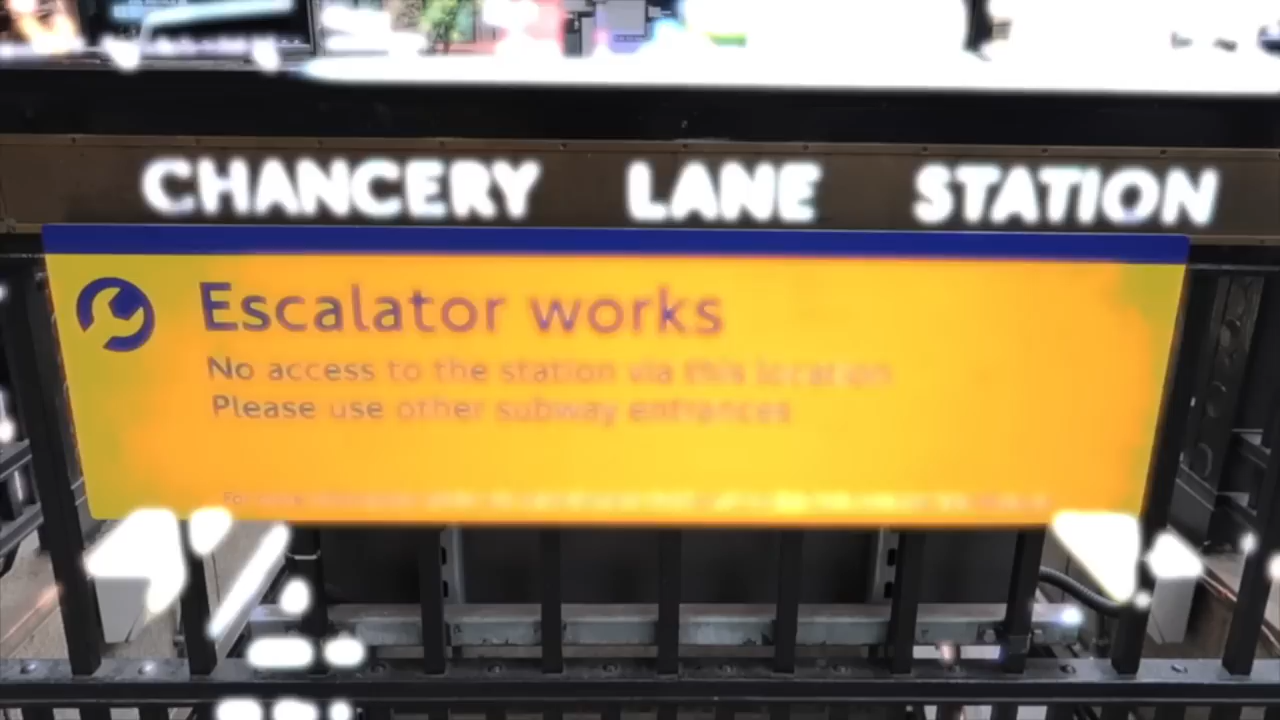 CHANCERY LANE STATION
Escalator works
No access to the station via this location
Please use other subway entrances